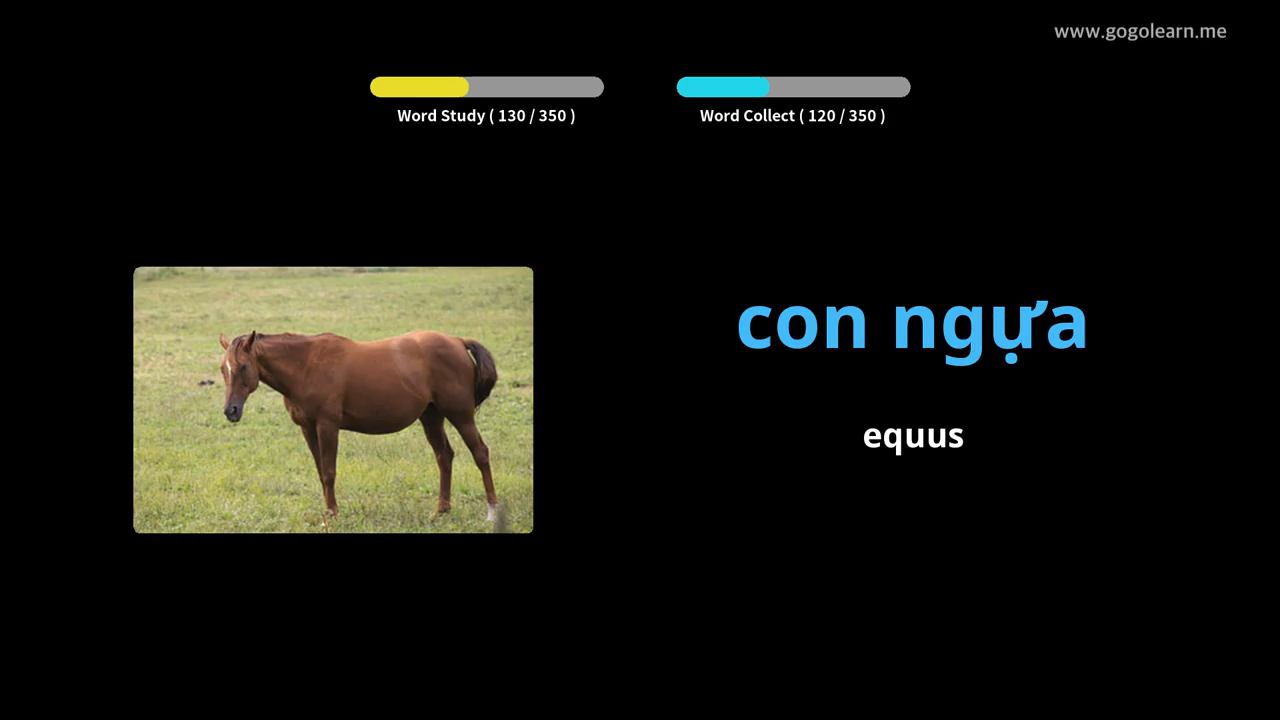 www.gogolearn.me
Word Study ( 130 / 350 )
Word Collect ( 120 / 350 )
con ngựa
equus